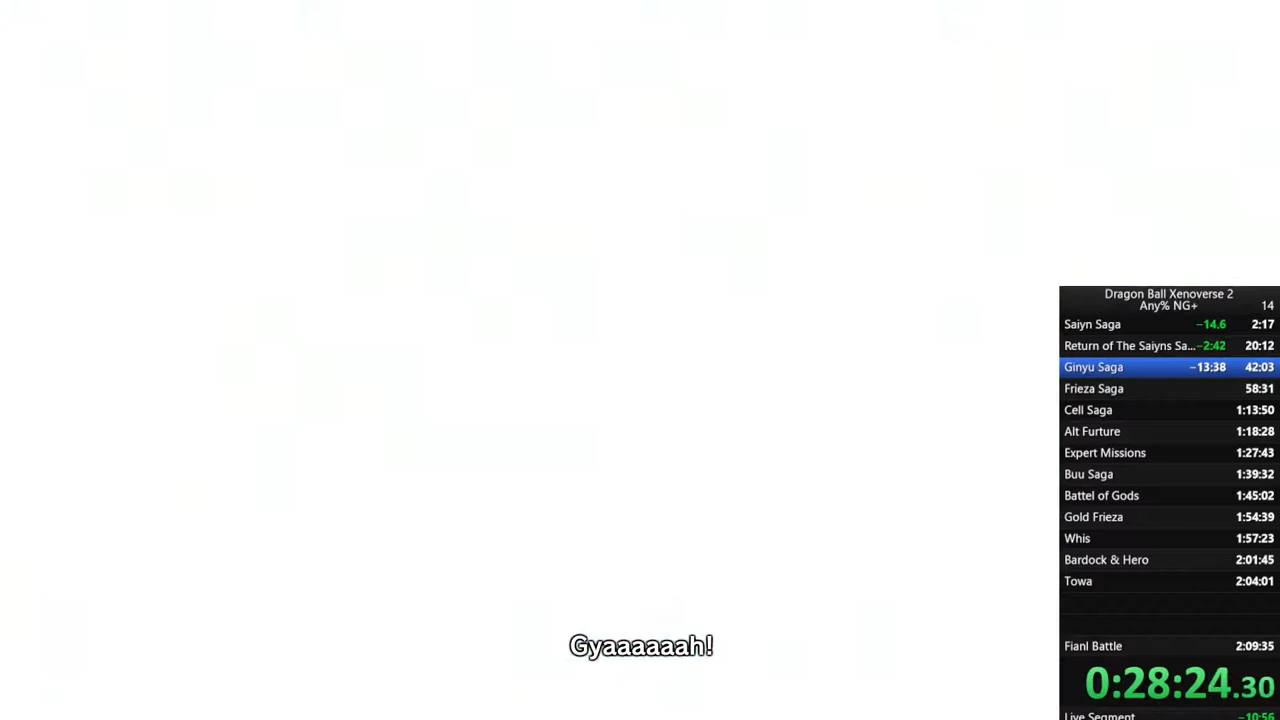 Dragon Ball Xenoverse 2
Any% NG+ 14
Saiyn Saga −14.6 2:17
Return of The Saiyns Sa... −2:42 20:12
Ginyu Saga −13:38 42:03
Frieza Saga 58:31
Cell Saga 1:13:50
Alt Furture 1:18:28
Expert Missions 1:27:43
Buu Saga 1:39:32
Battel of Gods 1:45:02
Gold Frieza 1:54:39
Whis 1:57:23
Bardock & Hero 2:01:45
Towa 2:04:01
Gyaaaaaah!
Fianl Battle 2:09:35
0:28:24.30
Live Segment −10:56